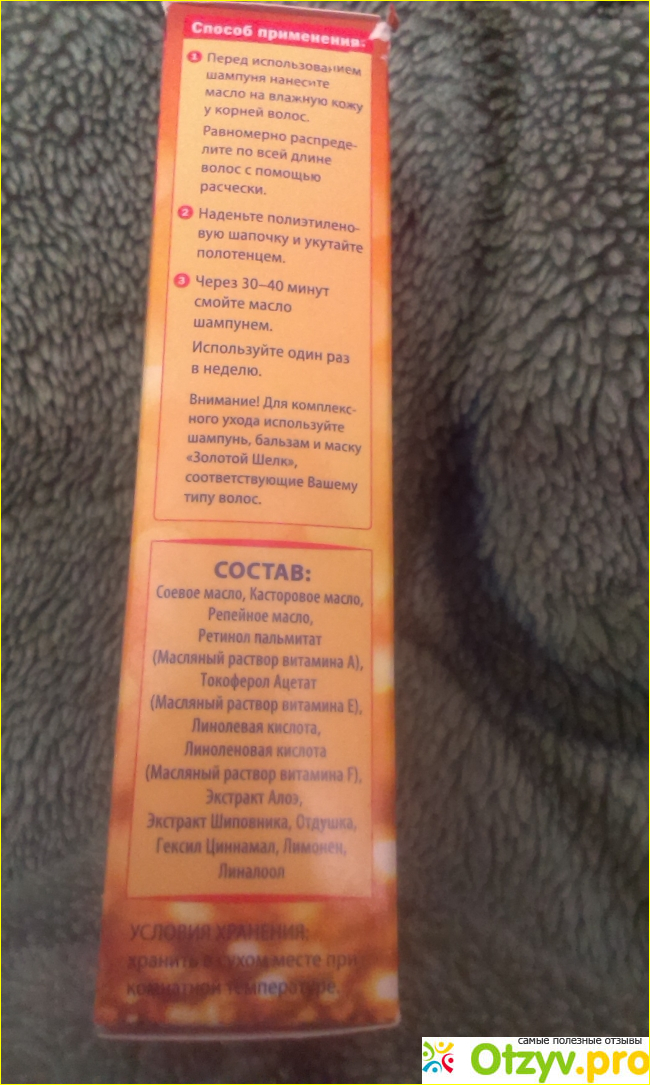 Способ применения:
1 Перед использованием
шампуня нанесите
масло на влажную кожу
у корней волос.
Равномерно распреде-
лите по всей длине
волос с помощью
расчески.
2 Наденьте полиэтилено-
вую шапочку и укутайте
полотенцем.
3 Через 30–40 минут
смойте масло
шампунем.
Используйте один раз
в неделю.
Внимание! Для комплекс-
ного ухода используйте
шампунь, бальзам и маску
«Золотой Шелк»,
соответствующие Вашему
типу волос.
СОСТАВ:
Соевое масло, Касторовое масло,
Репейное масло,
Ретинол пальмитат
(Масляный раствор витамина А),
Токоферол Ацетат
(Масляный раствор витамина Е),
Линолевая кислота,
Линоленовая кислота
(Масляный раствор витамина F),
Экстракт Алоэ,
Экстракт Шиповника, Отдушка,
Гексил Циннамал, Лимонен,
Линалоол
УСЛОВИЯ ХРАНЕНИЯ:
хранить в сухом месте при
комнатной температуре.
самые полезные отзывы
Otzyv.pro